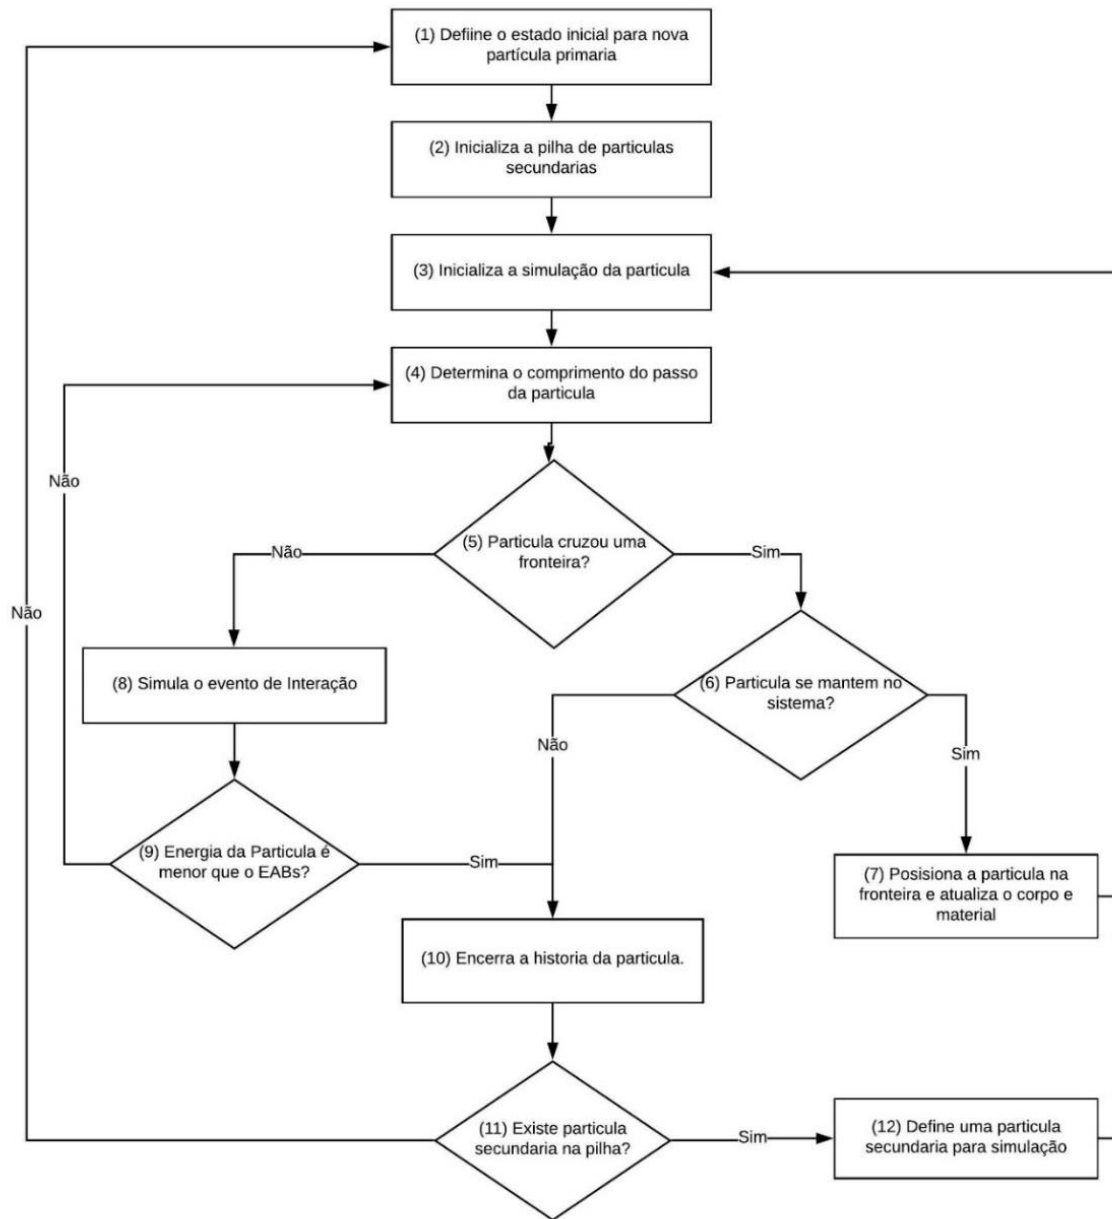 (1) Defiine o estado inicial para nova
partícula primaria
(2) Inicializa a pilha de particulas
secundarias
(3) Inicializa a simulação da particula
(4) Determina o comprimento do passo
da particula
Não
(5) Particula cruzou uma
fronteira?
Não
Sim
Não
(8) Simula o evento de Interação
(6) Particula se mantem no
sistema?
Não
Sim
(9) Energia da Particula é
menor que o EABs?
Sim
(7) Posisiona a particula na
fronteira e atualiza o corpo e
material
(10) Encerra a historia da particula.
(11) Existe particula
secundaria na pilha?
Sim
(12) Define uma particula
secundaria para simulação